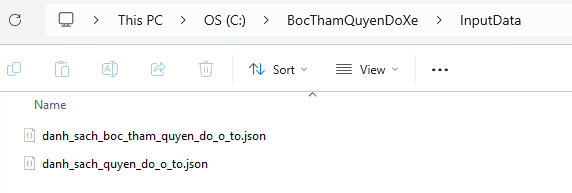 This PC > OS (C:) > BocThamQuyenDoXe > InputData
Sort View
Name
danh_sach_boc_tham_quyen_do_o_to.json
danh_sach_quyen_do_o_to.json